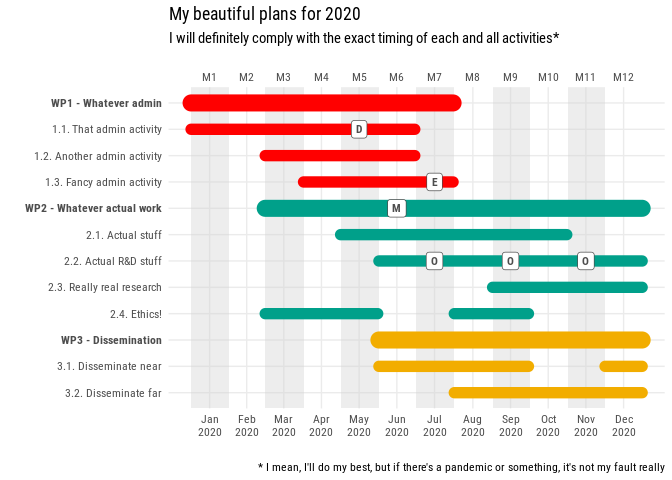 My beautiful plans for 2020
I will definitely comply with the exact timing of each and all activities*
M1 M2 M3 M4 M5 M6 M7 M8 M9 M10 M11 M12
WP1 - Whatever admin
1.1. That admin activity D
1.2. Another admin activity
1.3. Fancy admin activity E
WP2 - Whatever actual work M
2.1. Actual stuff
2.2. Actual R&D stuff O O O
2.3. Really real research
2.4. Ethics!
WP3 - Dissemination
3.1. Disseminate near
3.2. Disseminate far
Jan Feb Mar Apr May Jun Jul Aug Sep Oct Nov Dec
2020 2020 2020 2020 2020 2020 2020 2020 2020 2020 2020 2020
* I mean, I'll do my best, but if there's a pandemic or something, it's not my fault really